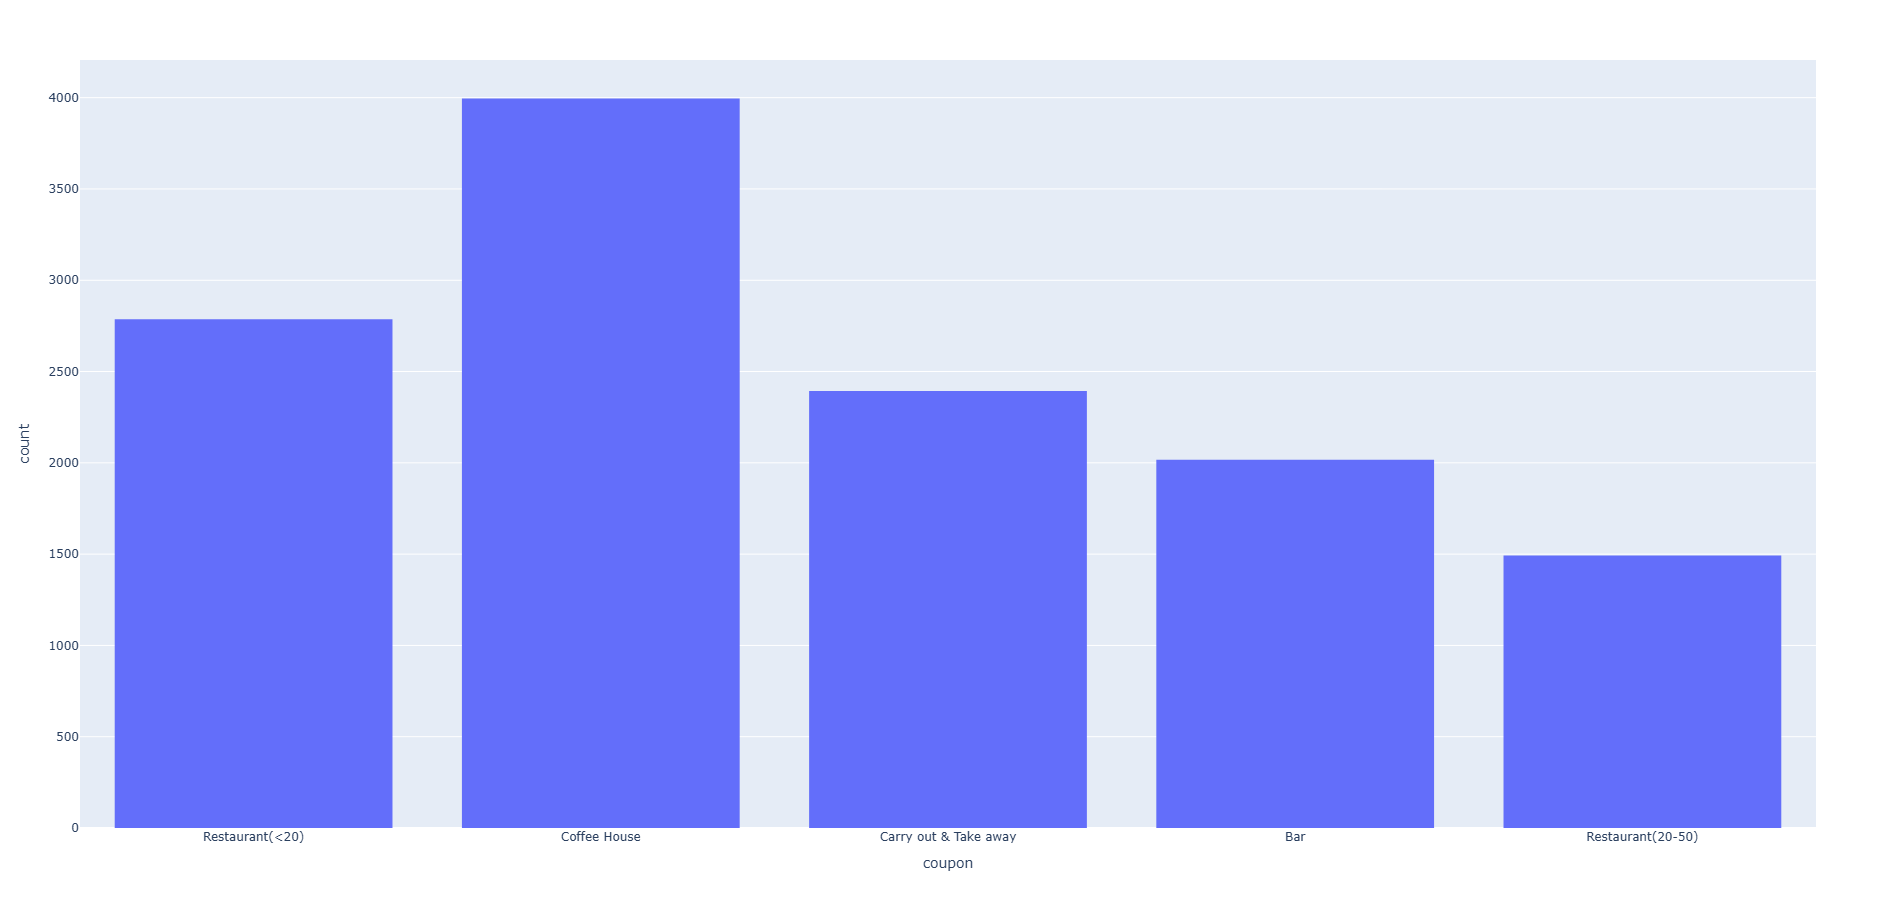 4000
3500
3000
2500
2000
1500
1000
500
0
count
Restaurant(<20)
Coffee House
Carry out & Take away
Bar
Restaurant(20-50)
coupon